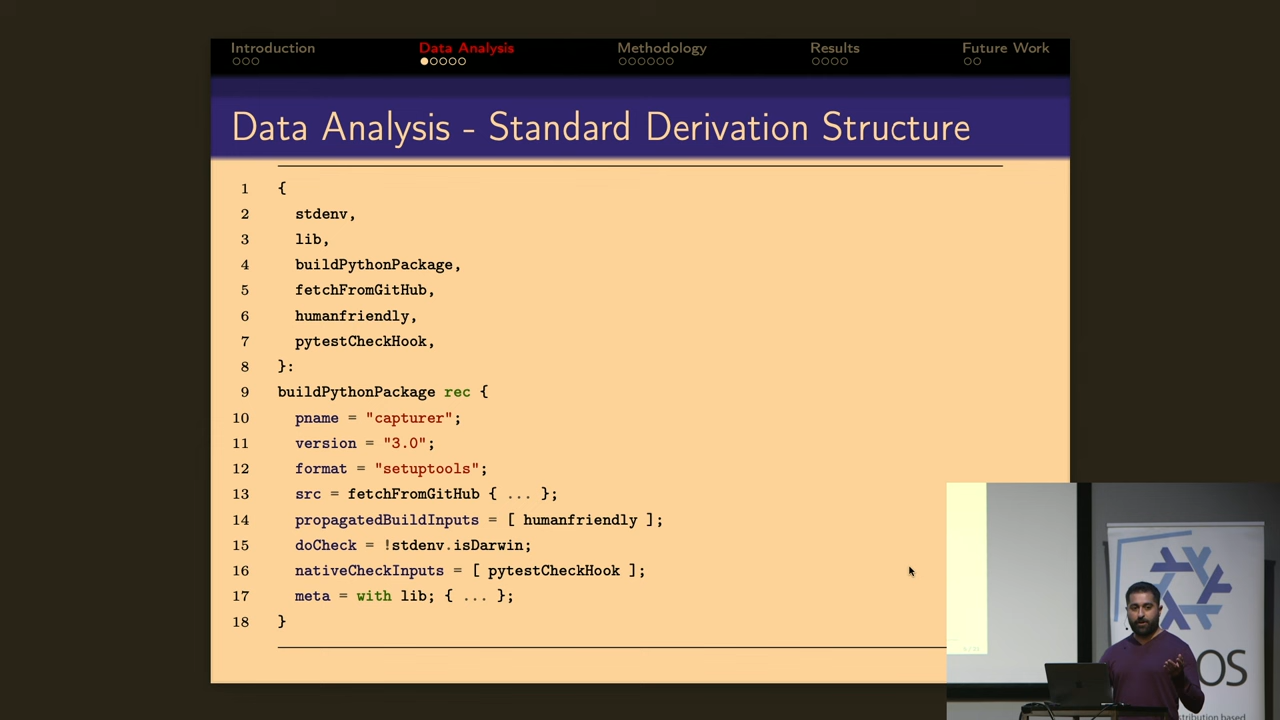 Introduction Data Analysis Methodology Results Future Work
Data Analysis - Standard Derivation Structure
1 {
2 stdenv,
3 lib,
4 buildPythonPackage,
5 fetchFromGitHub,
6 humanfriendly,
7 pytestCheckHook,
8 }:
9 buildPythonPackage rec {
10 pname = "capturer";
11 version = "3.0";
12 format = "setuptools";
13 src = fetchFromGitHub { ... };
14 propagatedBuildInputs = [ humanfriendly ];
15 doCheck = !stdenv.isDarwin;
16 nativeCheckInputs = [ pytestCheckHook ];
17 meta = with lib; { ... };
18 }
OS
stribution based